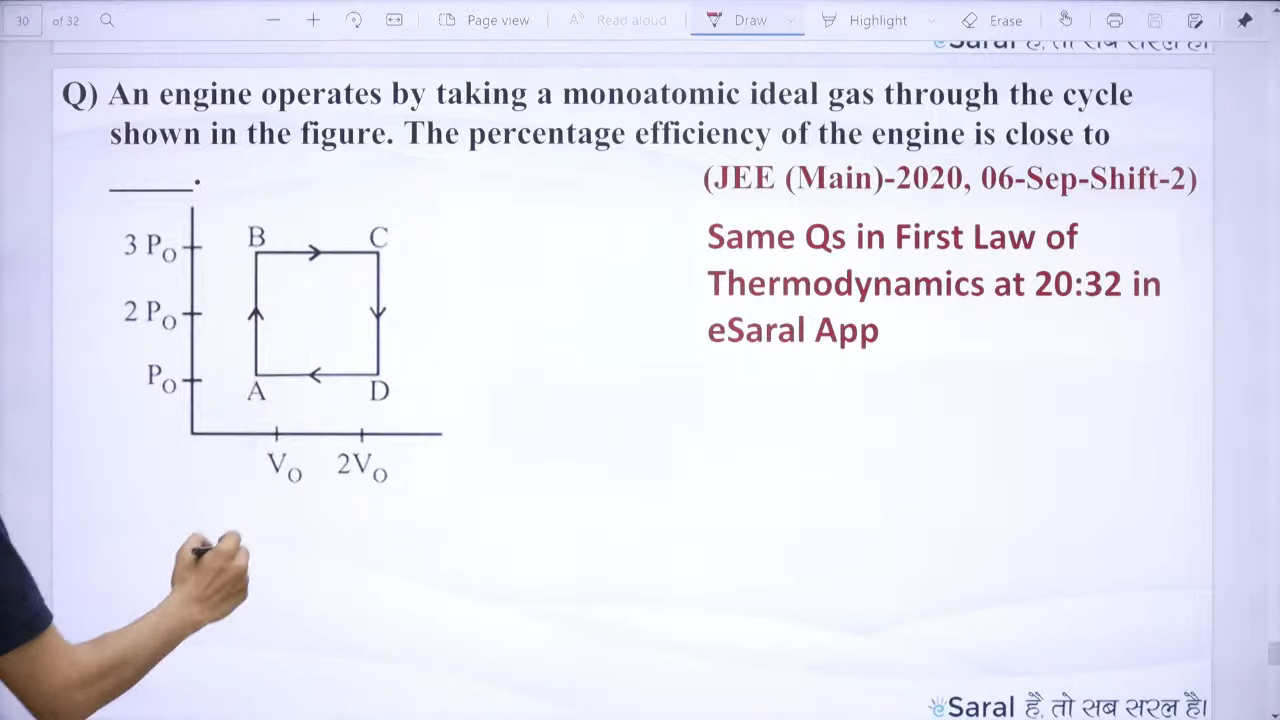 30 of 32 Page view Read aloud Draw Highlight Erase
Q) An engine operates by taking a monoatomic ideal gas through the cycle
shown in the figure. The percentage efficiency of the engine is close to
______.
(JEE (Main)-2020, 06-Sep-Shift-2)
Same Qs in First Law of
Thermodynamics at 20:32 in
eSaral App
3 P₀
B
C
2 P₀
P₀
A
D
V₀
2V₀
eSaral है, तो सब सरल है।